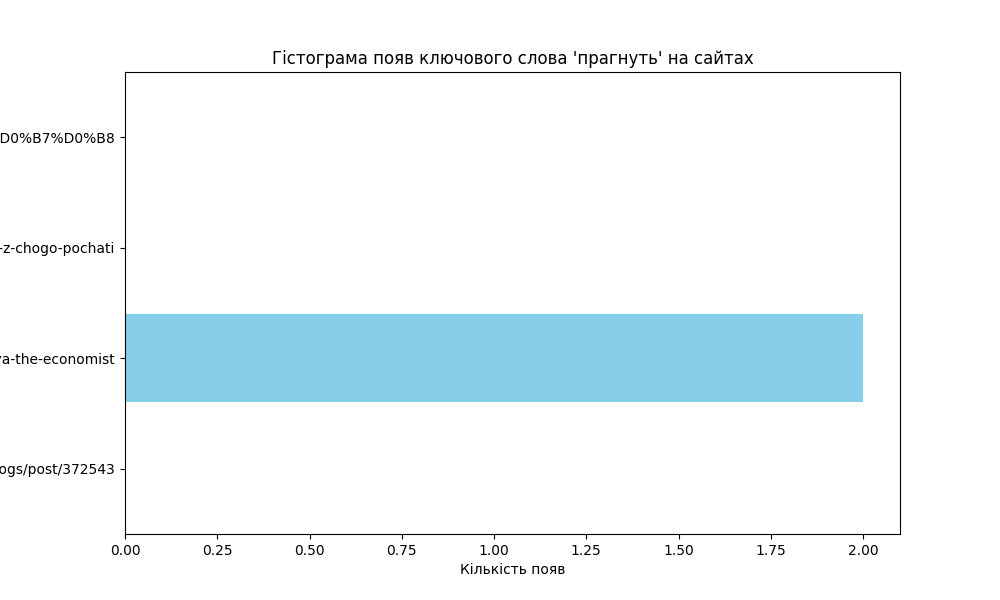 Гістограма появ ключового слова 'прагнуть' на сайтах
D0%B7%D0%B8
-z-chogo-pochati
a-the-economist
ogs/post/372543
0.00 0.25 0.50 0.75 1.00 1.25 1.50 1.75 2.00
Кількість появ